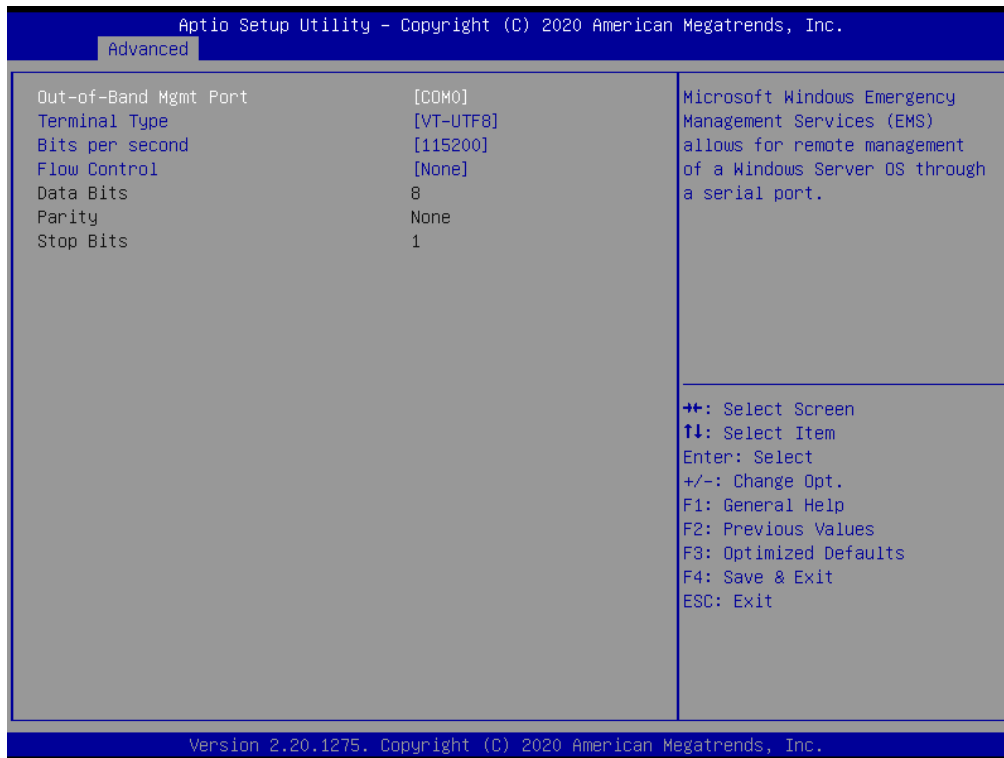 Aptio Setup Utility – Copyright (C) 2020 American Megatrends, Inc.
Advanced
Out-of-Band Mgmt Port [COM0]
Terminal Type [VT-UTF8]
Bits per second [115200]
Flow Control [None]
Data Bits 8
Parity None
Stop Bits 1
Microsoft Windows Emergency
Management Services (EMS)
allows for remote management
of a Windows Server OS through
a serial port.
→←: Select Screen
↑↓: Select Item
Enter: Select
+/-: Change Opt.
F1: General Help
F2: Previous Values
F3: Optimized Defaults
F4: Save & Exit
ESC: Exit
Version 2.20.1275. Copyright (C) 2020 American Megatrends, Inc.